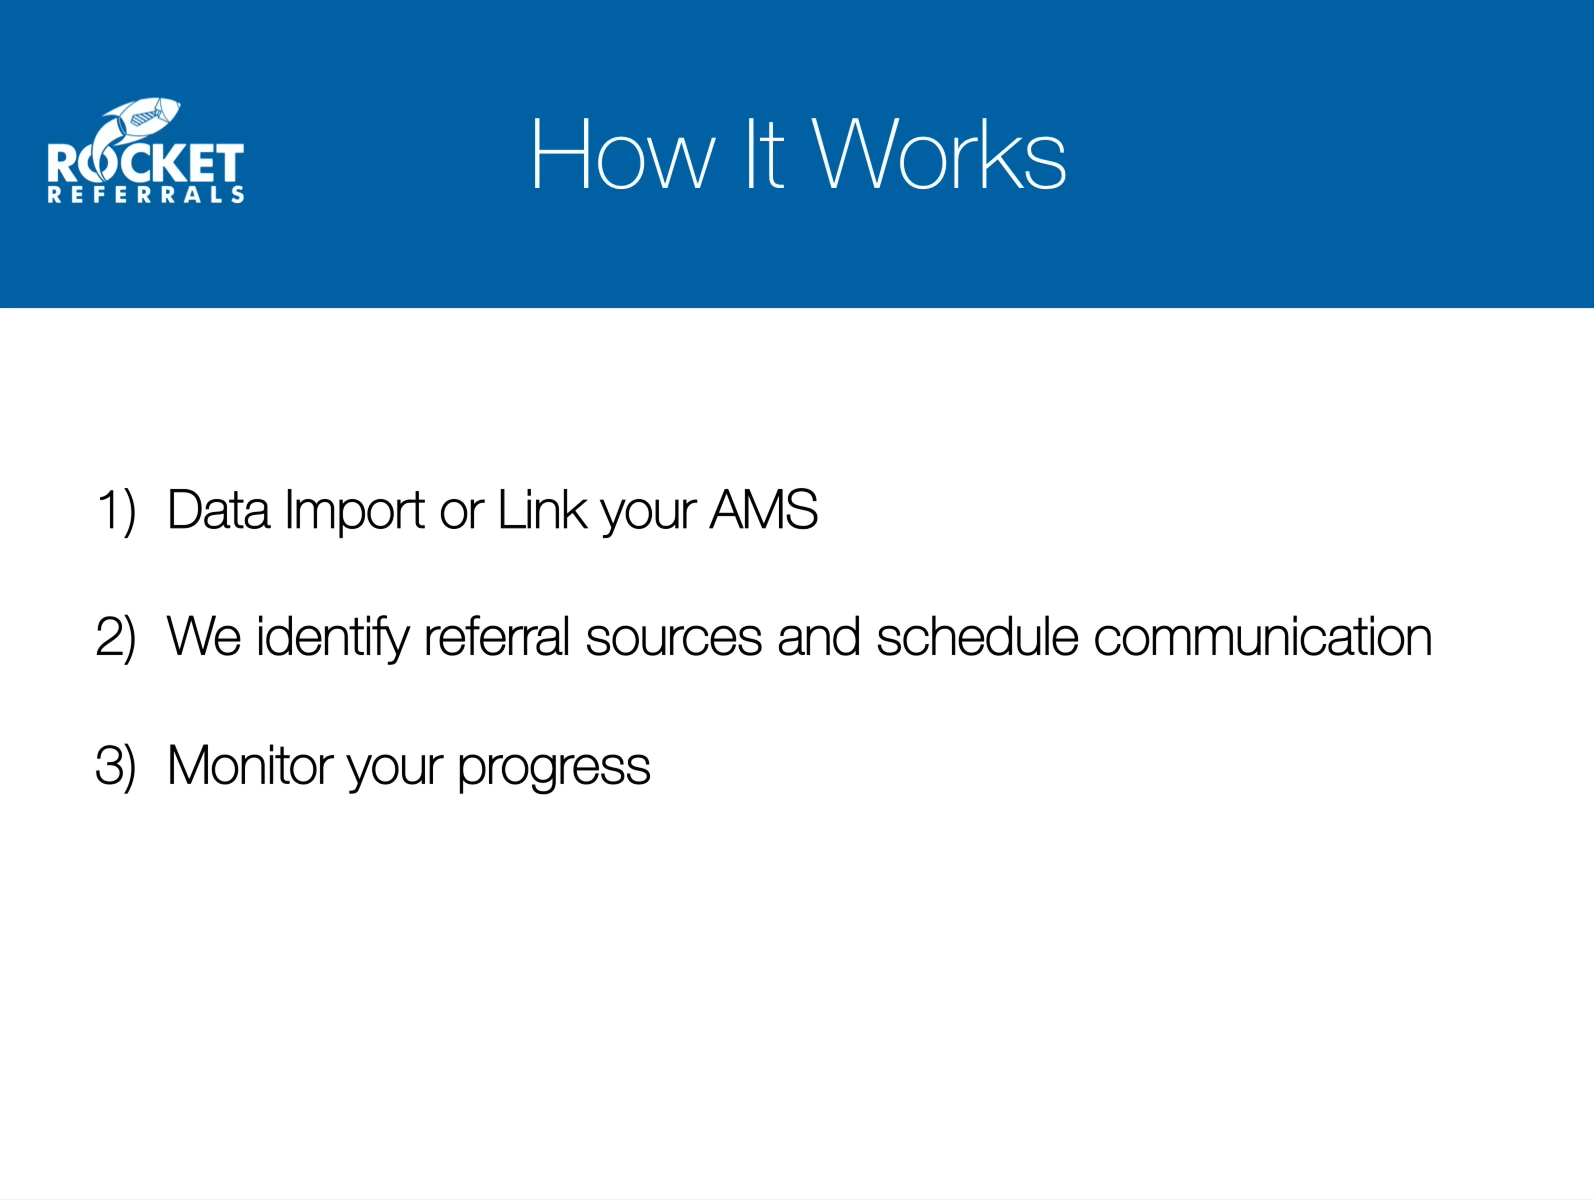 ROCKET
REFERRALS
How It Works
1) Data Import or Link your AMS
2) We identify referral sources and schedule communication
3) Monitor your progress